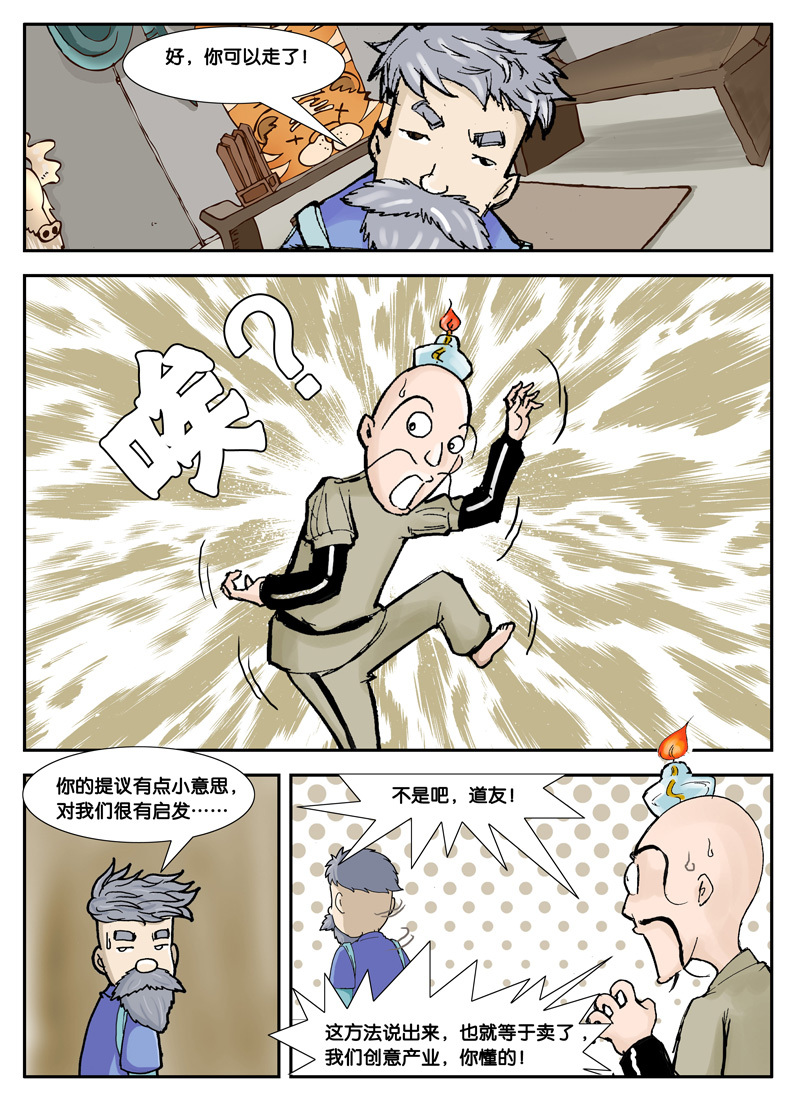 好，你可以走了！
？
你的提议有点小意思，
对我们很有启发……
不是吧，道友！
这方法说出来，也就等于卖了，
我们创意产业，你懂的！